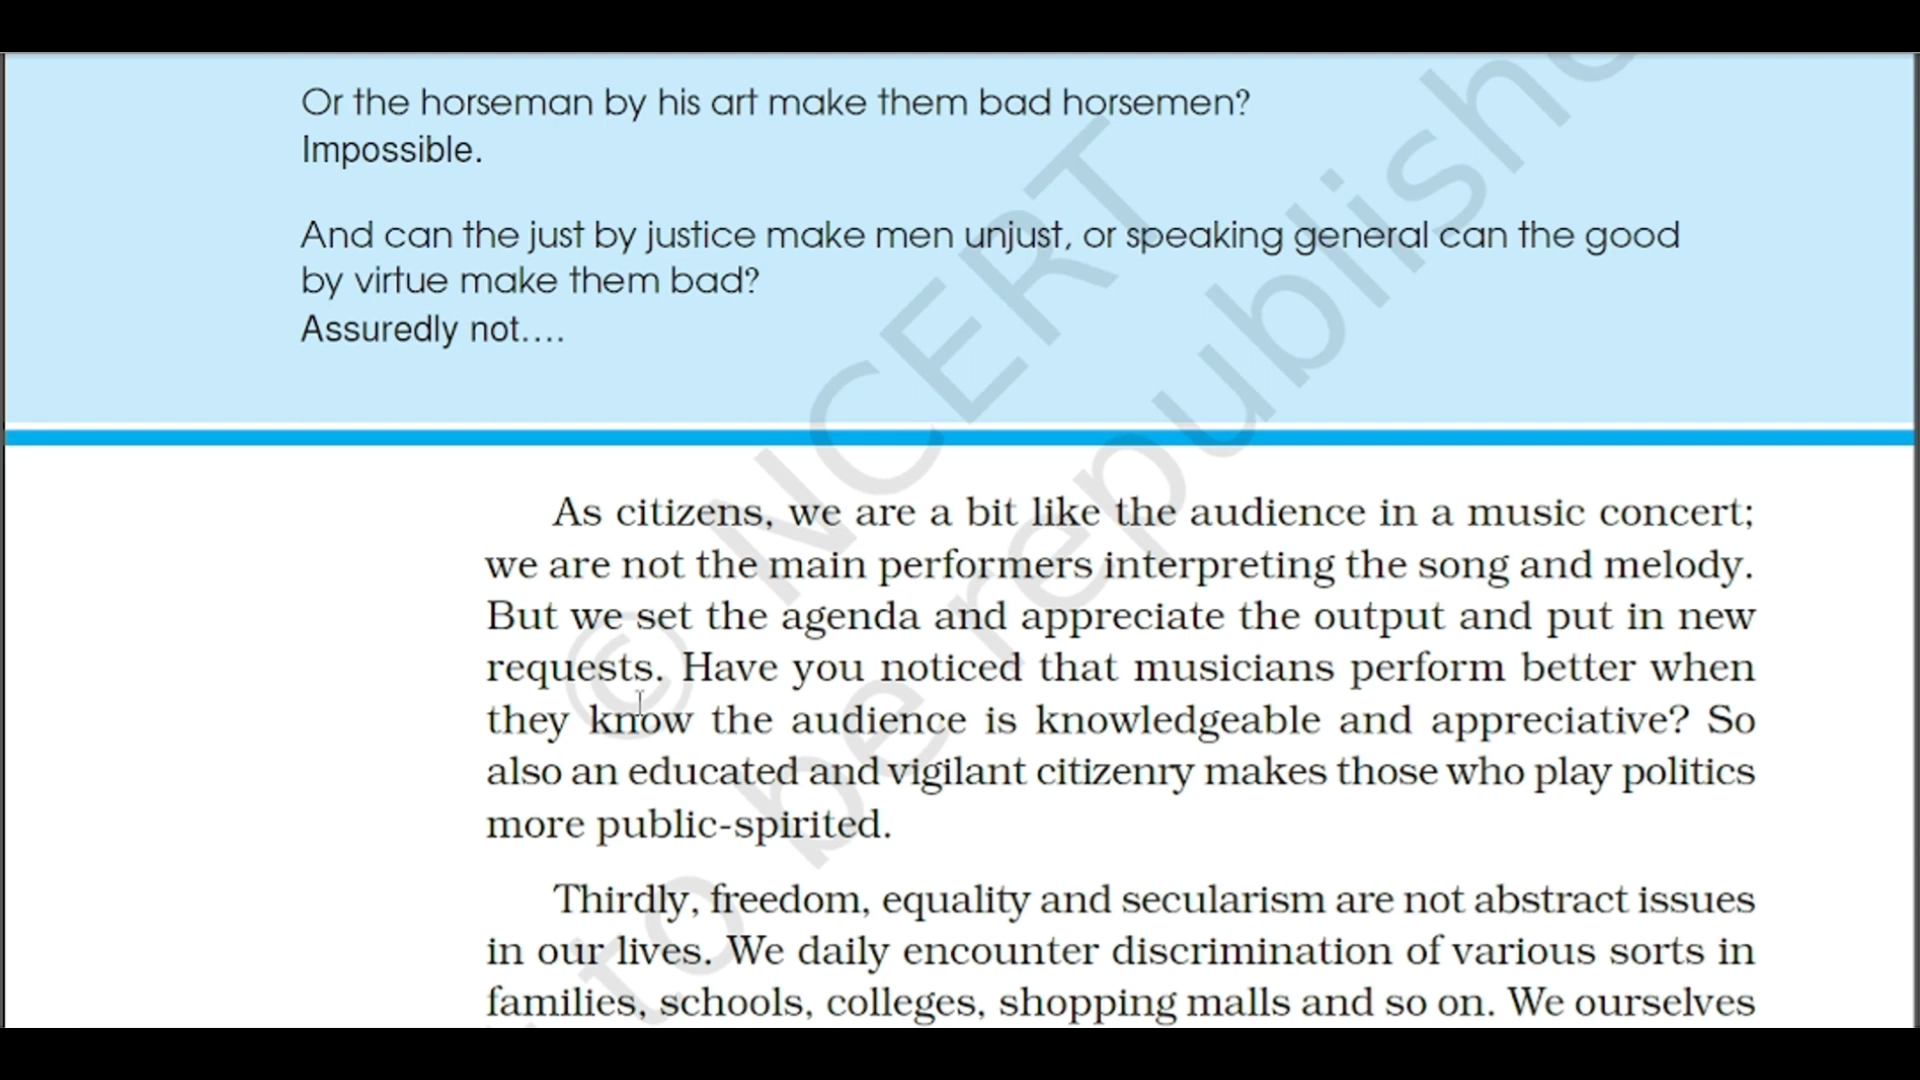 Or the horseman by his art make them bad horsemen?
Impossible.
And can the just by justice make men unjust, or speaking general can the good
by virtue make them bad?
Assuredly not....
As citizens, we are a bit like the audience in a music concert;
we are not the main performers interpreting the song and melody.
But we set the agenda and appreciate the output and put in new
requests. Have you noticed that musicians perform better when
they know the audience is knowledgeable and appreciative? So
also an educated and vigilant citizenry makes those who play politics
more public-spirited.
Thirdly, freedom, equality and secularism are not abstract issues
in our lives. We daily encounter discrimination of various sorts in
families, schools, colleges, shopping malls and so on. We ourselves
© NCERT
to be republishe